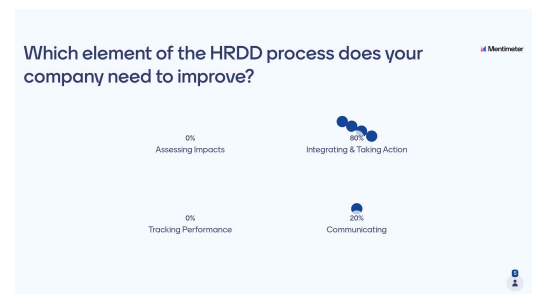 Which element of the HRDD process does your
company need to improve?
Mentimeter
0%
Assessing Impacts
80%
Integrating & Taking Action
0%
Tracking Performance
20%
Communicating
5